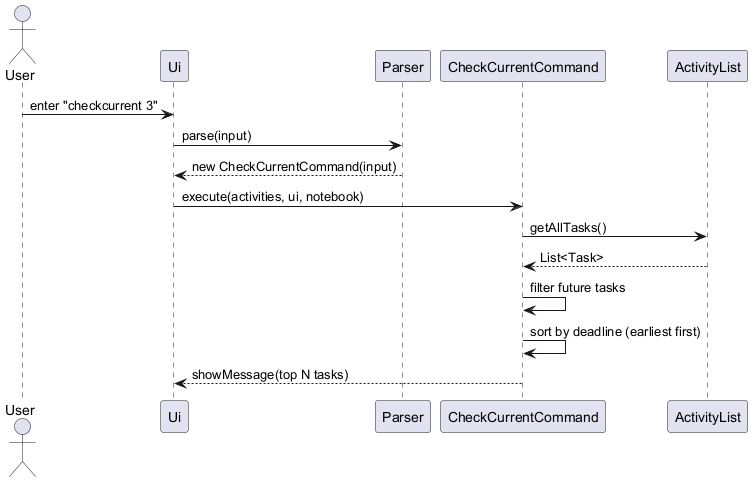 User
Ui
Parser
CheckCurrentCommand
ActivityList
enter "checkcurrent 3"
parse(input)
new CheckCurrentCommand(input)
execute(activities, ui, notebook)
getAllTasks()
List<Task>
filter future tasks
sort by deadline (earliest first)
showMessage(top N tasks)
User
Ui
Parser
CheckCurrentCommand
ActivityList